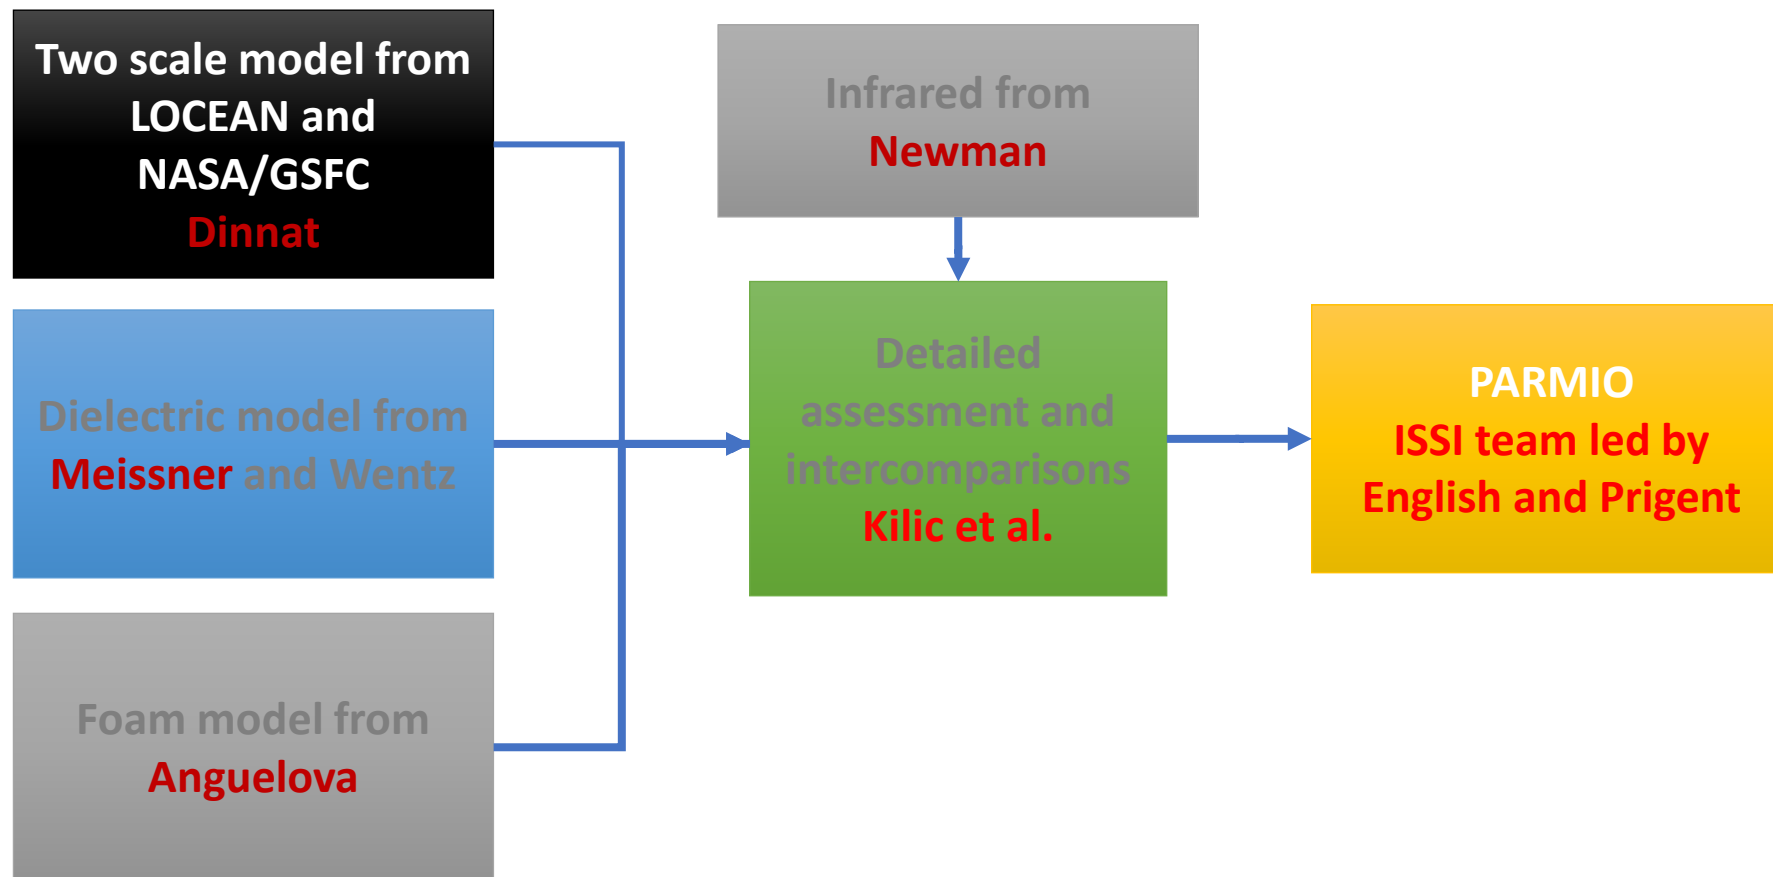 Two scale model from
LOCEAN and
NASA/GSFC
Dinnat
Infrared from
Newman
Dielectric model from
Meissner and Wentz
Detailed
assessment and
intercomparisons
Kilic et al.
PARMIO
ISSI team led by
English and Prigent
Foam model from
Anguelova